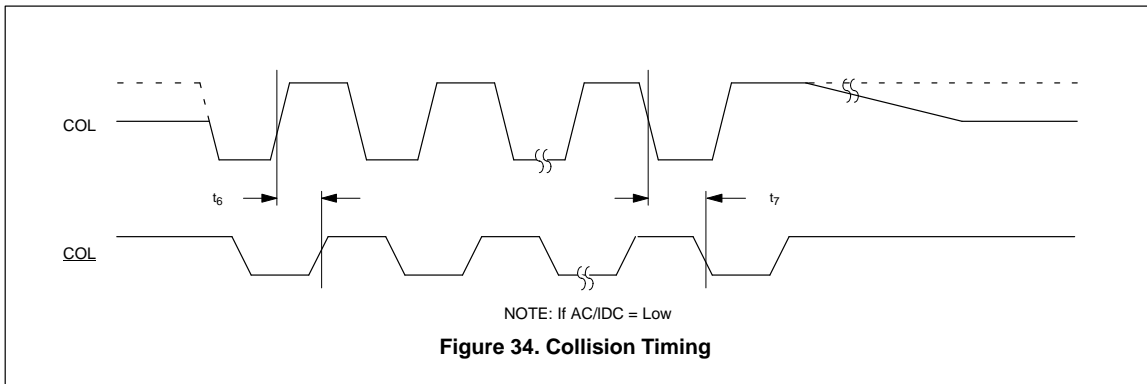 COL
t6
t7
COL
NOTE: If AC/IDC = Low
Figure 34. Collision Timing